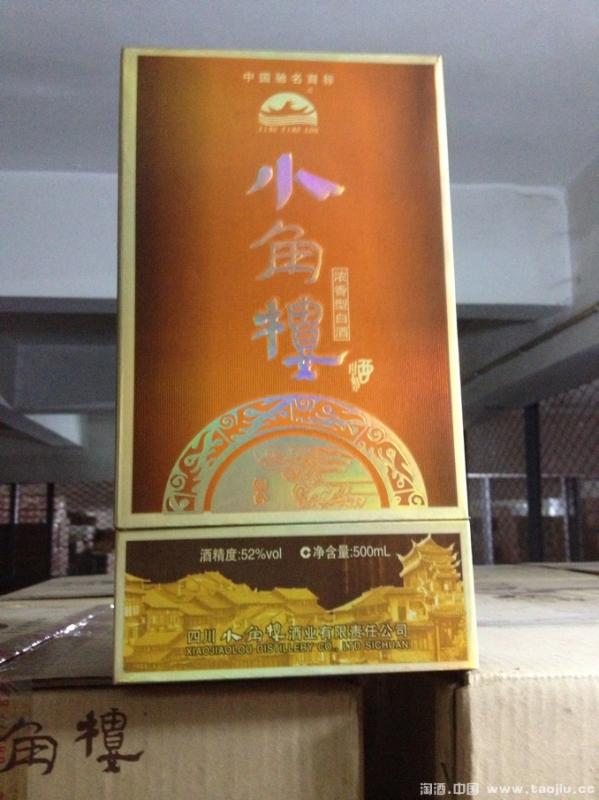 中国驰名商标
XIAO JIAO LOU
小角樓
浓香型白酒
酒
酒精度:52%vol C净含量:500mL
四川小角樓酒业有限责任公司
XIAOJIAOLOU DISTILLERY CO., LTD SICHUAN
角樓
淘酒.中国 www.taojiu.cc